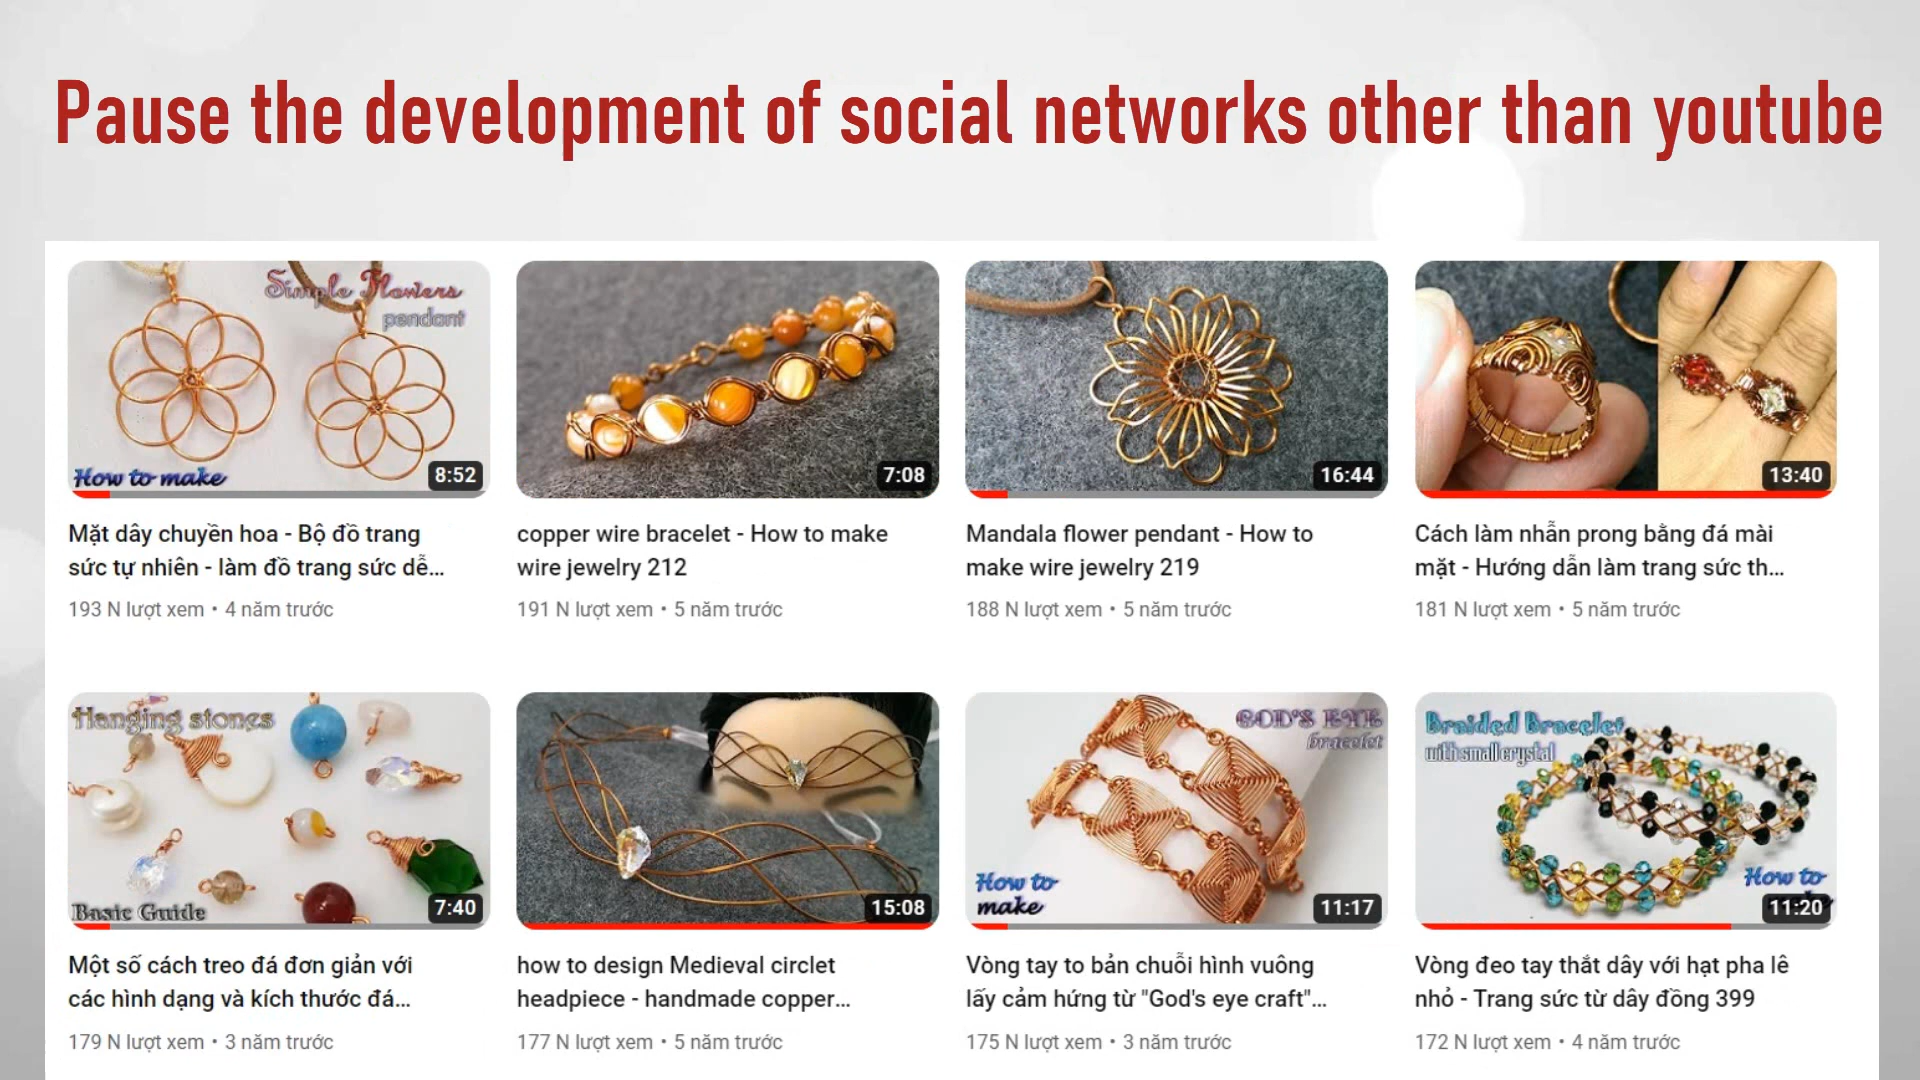 Pause the development of social networks other than youtube
Simple Flowers
pendant
How to make
8:52
7:08
16:44
13:40
Mặt dây chuyền hoa - Bộ đồ trang
sức tự nhiên - làm đồ trang sức dễ...
193 N lượt xem • 4 năm trước
copper wire bracelet - How to make
wire jewelry 212
191 N lượt xem • 5 năm trước
Mandala flower pendant - How to
make wire jewelry 219
188 N lượt xem • 5 năm trước
Cách làm nhẫn prong bằng đá mài
mặt - Hướng dẫn làm trang sức th...
181 N lượt xem • 5 năm trước
Hanging stones
Basic Guide
7:40
15:08
GOD'S EYE
bracelet
How to
make
11:17
Braided Bracelet
with small crystal
How to
11:20
Một số cách treo đá đơn giản với
các hình dạng và kích thước đá...
179 N lượt xem • 3 năm trước
how to design Medieval circlet
headpiece - handmade copper...
177 N lượt xem • 5 năm trước
Vòng tay to bản chuỗi hình vuông
lấy cảm hứng từ "God's eye craft"...
175 N lượt xem • 3 năm trước
Vòng đeo tay thắt dây với hạt pha lê
nhỏ - Trang sức từ dây đồng 399
172 N lượt xem • 4 năm trước